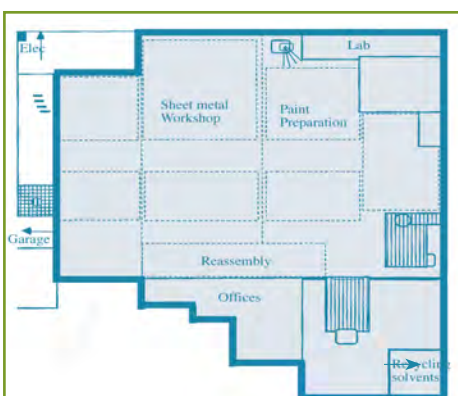 Elec
Lab
Sheet metal
Workshop
Paint
Preparation
Garage
Reassembly
Offices
Recycling
solvents